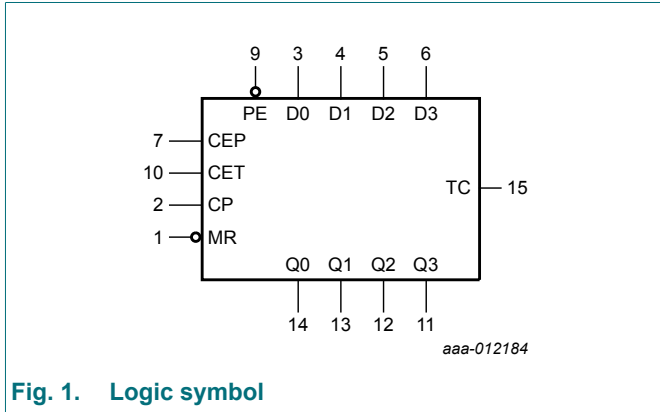 9 3 4 5 6
PE D0 D1 D2 D3
7 CEP
10 CET
TC 15
2 CP
1 MR
Q0 Q1 Q2 Q3
14 13 12 11
aaa-012184
Fig. 1. Logic symbol